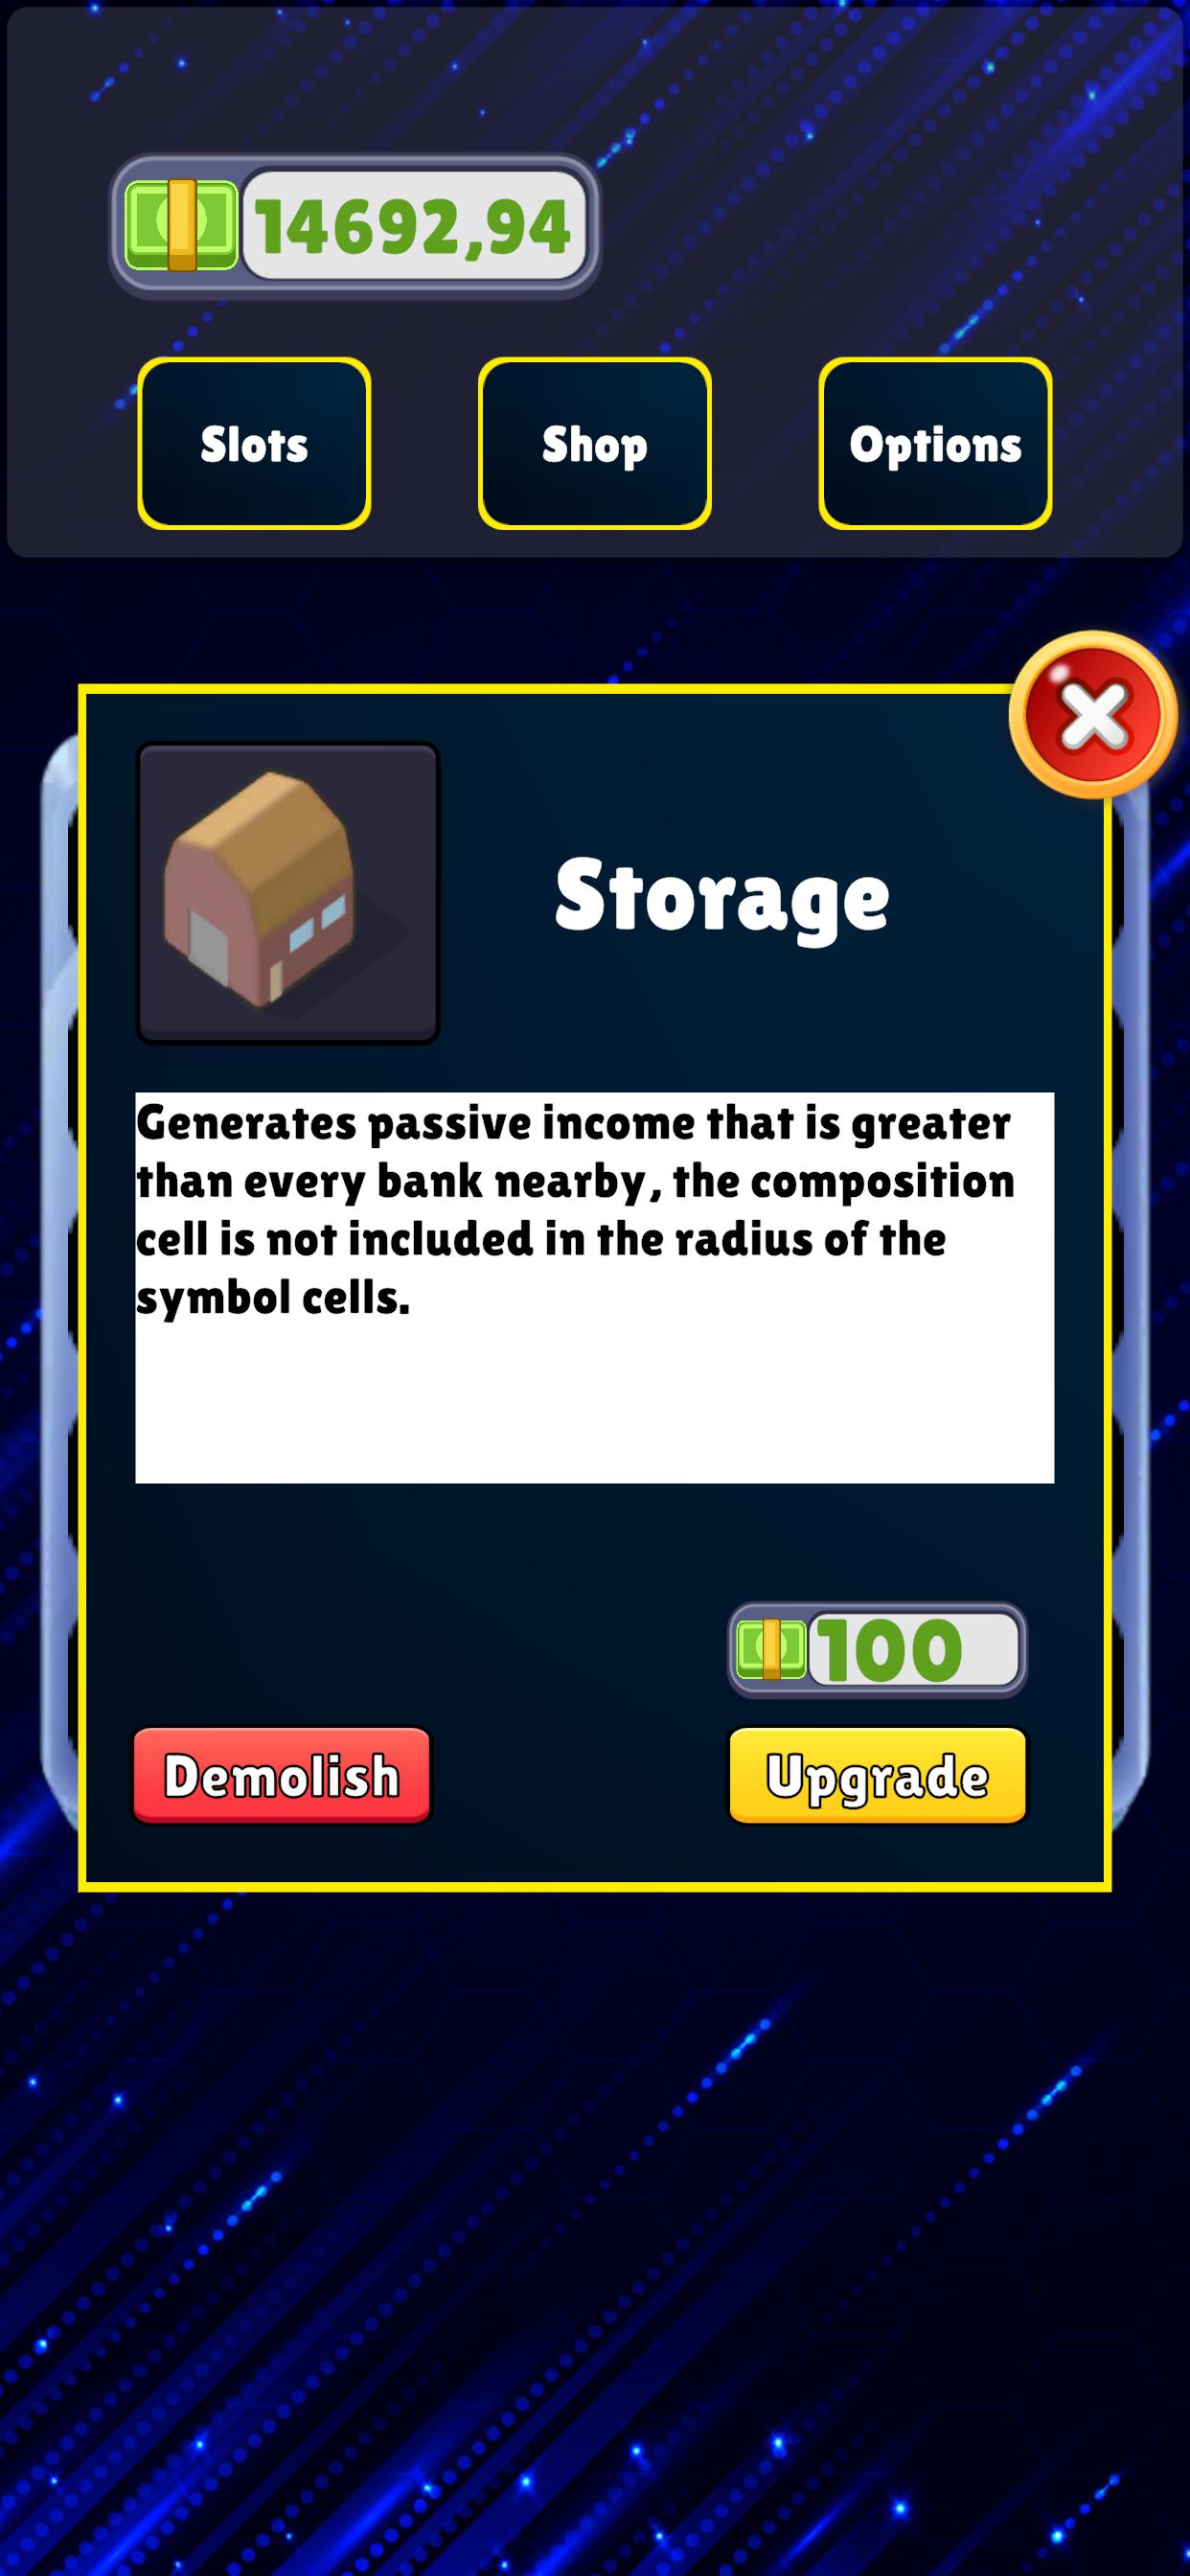 14692,94
Slots
Shop
Options
Storage
Generates passive income that is greater
than every bank nearby, the composition
cell is not included in the radius of the
symbol cells.
100
Demolish
Upgrade